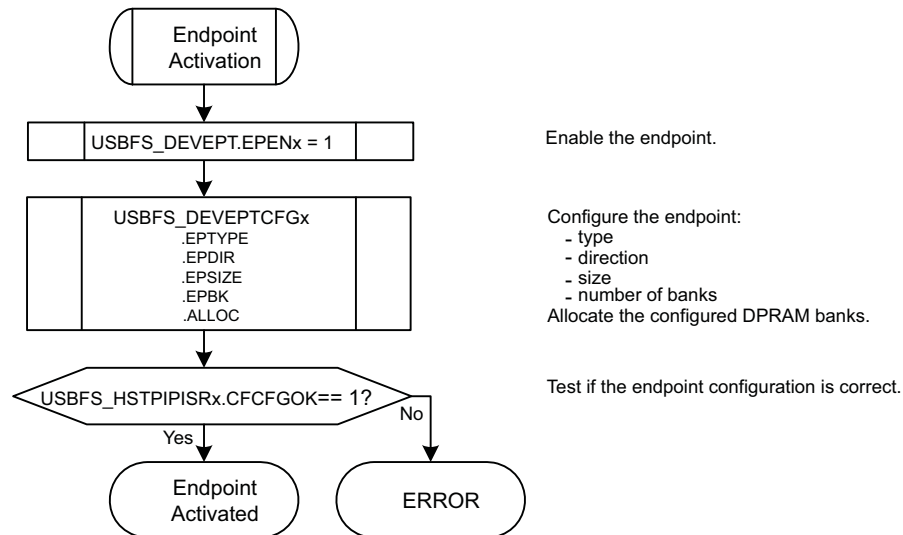 Endpoint
Activation
USBFS_DEVEPT.EPENx = 1
Enable the endpoint.
USBFS_DEVEPTCFGx
.EPTYPE
.EPDIR
.EPSIZE
.EPBK
.ALLOC
Configure the endpoint:
- type
- direction
- size
- number of banks
Allocate the configured DPRAM banks.
USBFS_HSTPIPISRx.CFCFGOK== 1?
Test if the endpoint configuration is correct.
No
Yes
Endpoint
Activated
ERROR